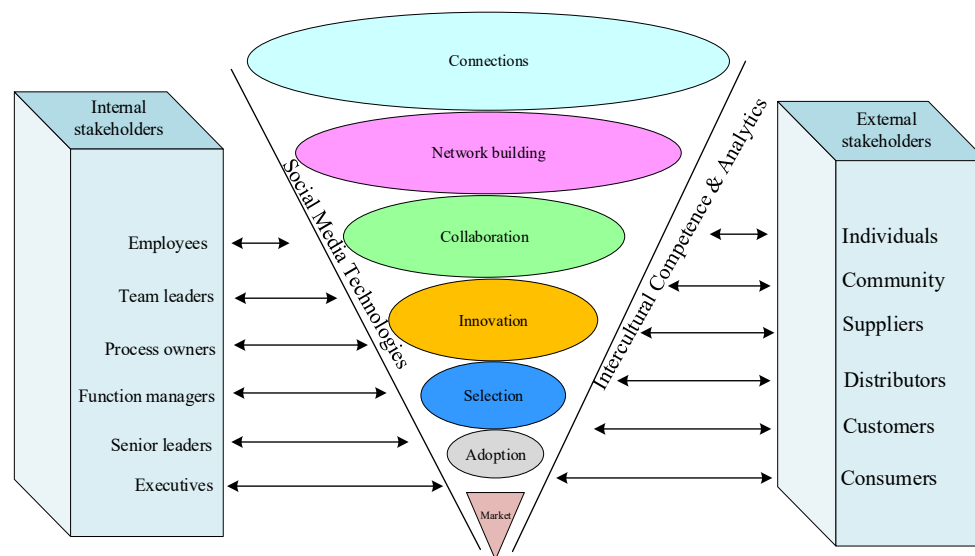 Connections
Internal
stakeholders
External
stakeholders
Network building
Social Media Technologies
Intercultural Competence & Analytics
Collaboration
Employees
Individuals
Team leaders
Community
Innovation
Suppliers
Process owners
Function managers
Selection
Distributors
Senior leaders
Customers
Adoption
Executives
Consumers
Market